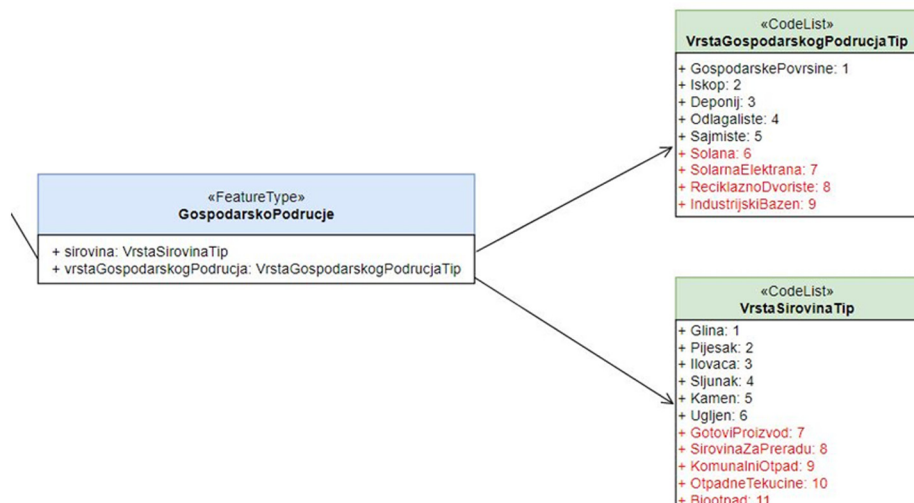 «FeatureType»
GospodarskoPodrucje
+ sirovina: VrstaSirovinaTip
+ vrstaGospodarskogPodrucja: VrstaGospodarskogPodrucjaTip
«CodeList»
VrstaGospodarskogPodrucjaTip
+ GospodarskePovrsine: 1
+ Iskop: 2
+ Deponij: 3
+ Odlagaliste: 4
+ Sajmiste: 5
+ Solana: 6
+ SolarnaElektrana: 7
+ ReciklaznoDvoriste: 8
+ IndustrijskiBazen: 9
«CodeList»
VrstaSirovinaTip
+ Glina: 1
+ Pijesak: 2
+ Ilovaca: 3
+ Sljunak: 4
+ Kamen: 5
+ Ugljen: 6
+ GotoviProizvod: 7
+ SirovinaZaPreradu: 8
+ KomunalniOtpad: 9
+ OtpadneTekucine: 10
+ Biootpad: 11